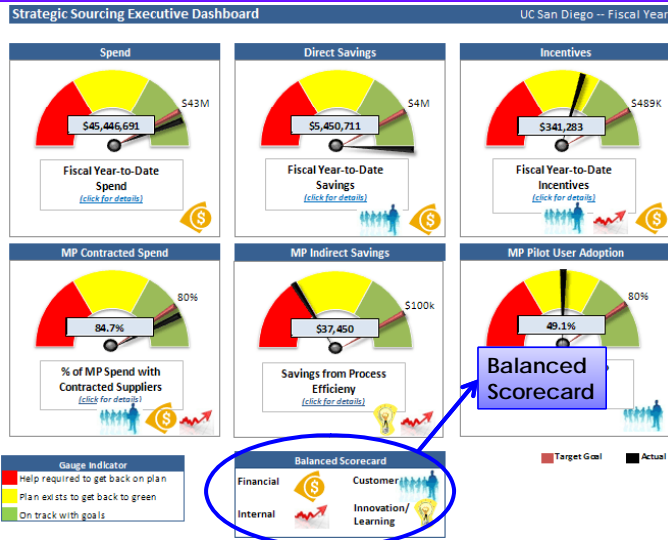 Strategic Sourcing Executive Dashboard
UC San Diego -- Fiscal Year
Spend
$43M
$45,446,691
Fiscal Year-to-Date
Spend
(click for details)
Direct Savings
$4M
$5,450,711
Fiscal Year-to-Date
Savings
(click for details)
Incentives
$489K
$341,283
Fiscal Year-to-Date
Incentives
(click for details)
MP Contracted Spend
80%
84.7%
% of MP Spend with
Contracted Suppliers
(click for details)
MP Indirect Savings
$100k
$37,450
Savings from Process
Efficieny
(click for details)
MP Pilot User Adoption
80%
49.1%
Balanced
Scorecard
Gauge Indicator
Help required to get back on plan
Plan exists to get back to green
On track with goals
Balanced Scorecard
Financial
Customer
Internal
Innovation/
Learning
Target Goal
Actual